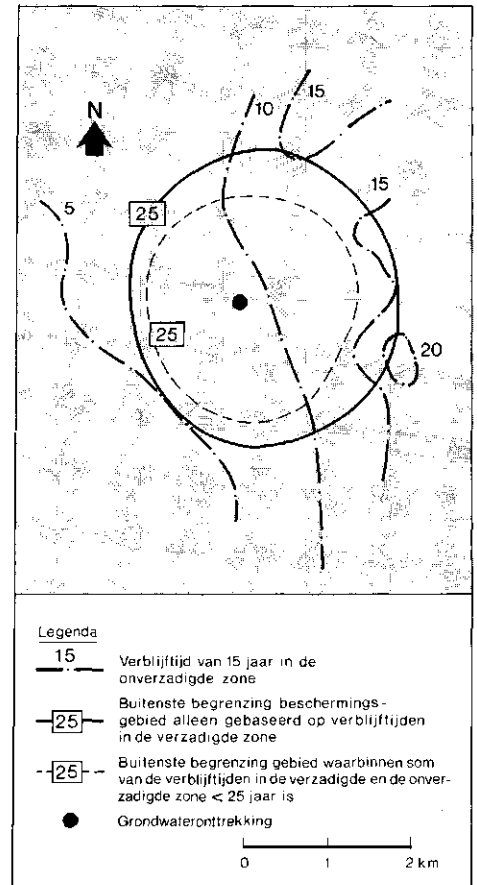 15
10
N
15
5
25
25
20
Legenda
15
Verblijftijd van 15 jaar in de
onverzadigde zone
25
Buitenste begrenzing beschermings-
gebied alleen gebaseerd op verblijftijden
in de verzadigde zone
25
Buitenste begrenzing gebied waarbinnen som
van de verblijftijden in de verzadigde en de onver-
zadigde zone < 25 jaar is
Grondwateronttrekking
0 1 2 km